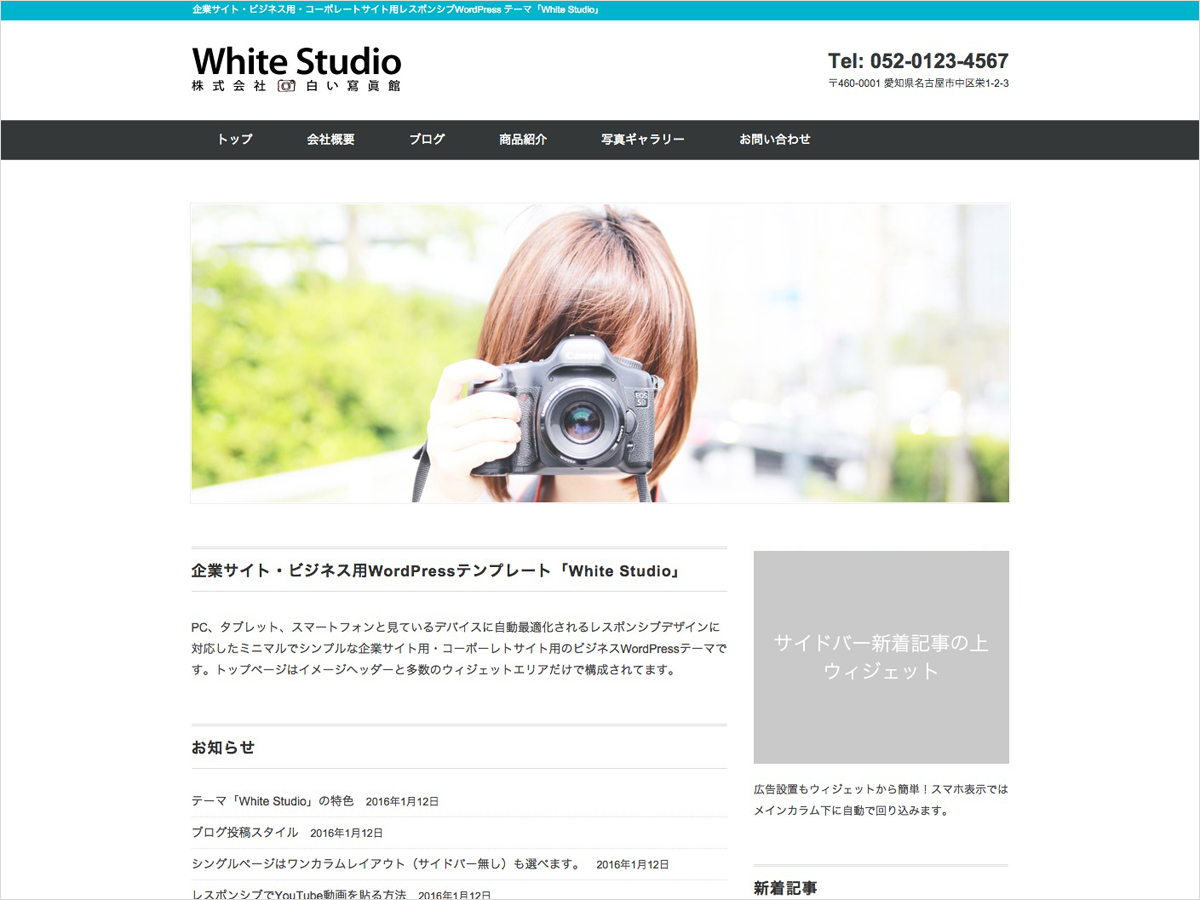 企業サイト・ビジネス用・コーポレートサイト用レスポンシブWordPress テーマ「White Studio」
White Studio
株式会社 白い寫眞館
Tel: 052-0123-4567
〒460-0001 愛知県名古屋市中区栄1-2-3
トップ 会社概要 ブログ 商品紹介 写真ギャラリー お問い合わせ
Canon
EOS
5D
企業サイト・ビジネス用WordPressテンプレート「White Studio」
PC、タブレット、スマートフォンと見ているデバイスに自動最適化されるレスポンシブデザインに
対応したミニマルでシンプルな企業サイト用・コーポーレトサイト用のビジネスWordPressテーマで
す。トップページはイメージヘッダーと多数のウィジェットエリアだけで構成されてます。
お知らせ
テーマ「White Studio」の特色 2016年1月12日
ブログ投稿スタイル 2016年1月12日
シングルページはワンカラムレイアウト（サイドバー無し）も選べます。 2016年1月12日
レスポンシブでYouTube動画を貼る方法 2016年1月12日
サイドバー新着記事の上
ウィジェット
広告設置もウィジェットから簡単！スマホ表示では
メインカラム下に自動で回り込みます。
新着記事